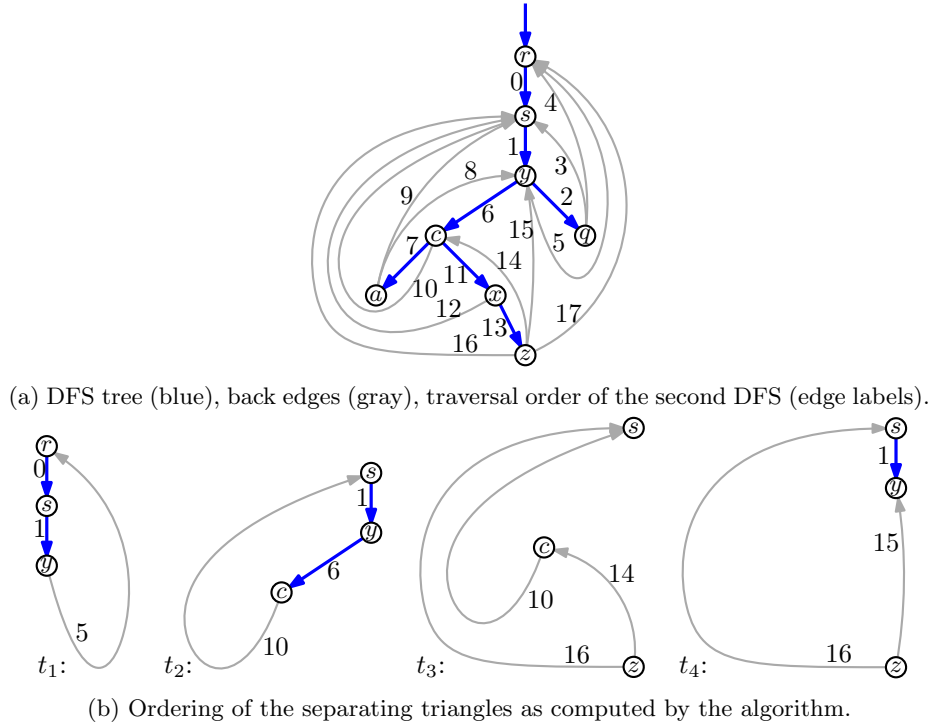 r
0
4
s
1
3
y
8
2
9
6
15
5
q
c
7
14
11
10
a
x
12
17
13
16
z
(a) DFS tree (blue), back edges (gray), traversal order of the second DFS (edge labels).
r
0
s
1
y
5
t1:
s
1
y
6
c
10
t2:
s
c
14
10
16
t3:
z
s
1
y
15
16
t4:
z
(b) Ordering of the separating triangles as computed by the algorithm.